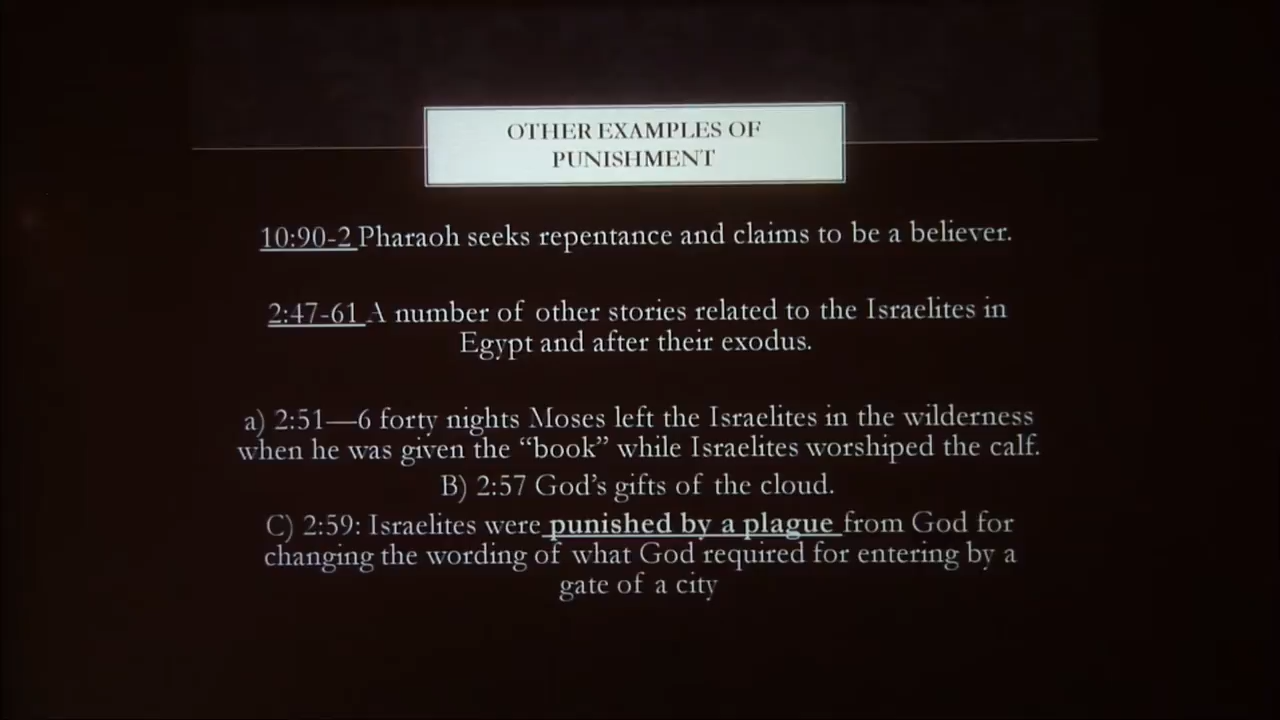 OTHER EXAMPLES OF
PUNISHMENT
10:90-2 Pharaoh seeks repentance and claims to be a believer.
2:47-61 A number of other stories related to the Israelites in
Egypt and after their exodus.
a) 2:51—6 forty nights Moses left the Israelites in the wilderness
when he was given the “book” while Israelites worshiped the calf.
B) 2:57 God’s gifts of the cloud.
C) 2:59: Israelites were punished by a plague from God for
changing the wording of what God required for entering by a
gate of a city